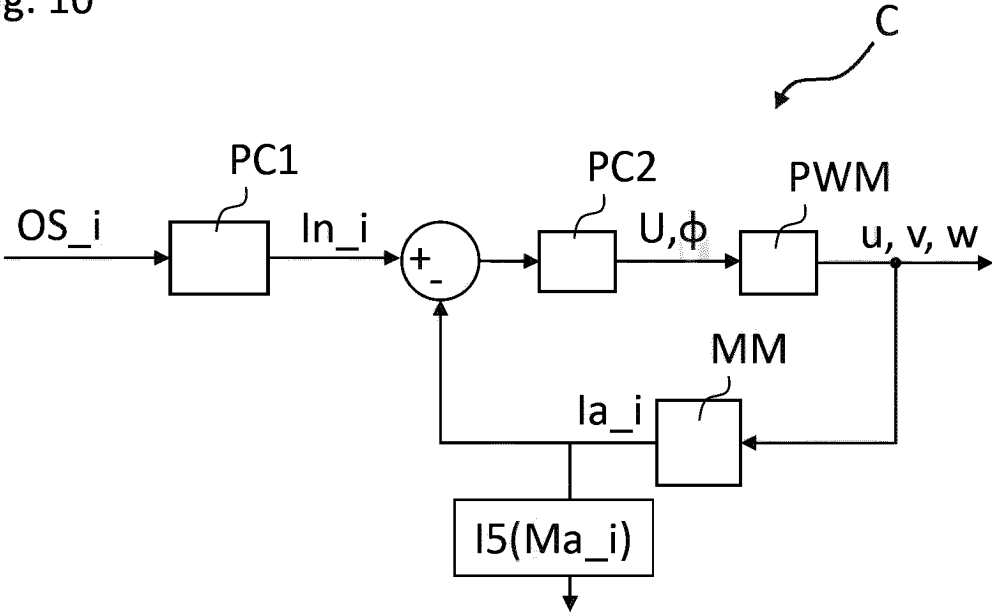 g. 10
C
PC1
PC2
PWM
OS_i
In_i
U,ϕ
u, v, w
+
-
MM
Ia_i
I5(Ma_i)